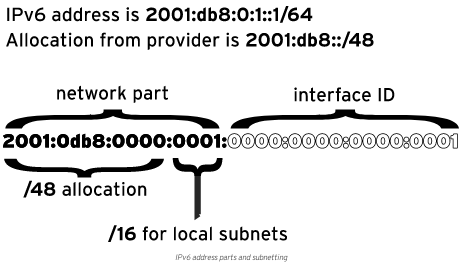 IPv6 address is 2001:db8:0:1::1/64
Allocation from provider is 2001:db8::/48
network part
interface ID
2001:0db8:0000:0001:0000:0000:0000:0001
/48 allocation
/16 for local subnets
IPv6 address parts and subnetting